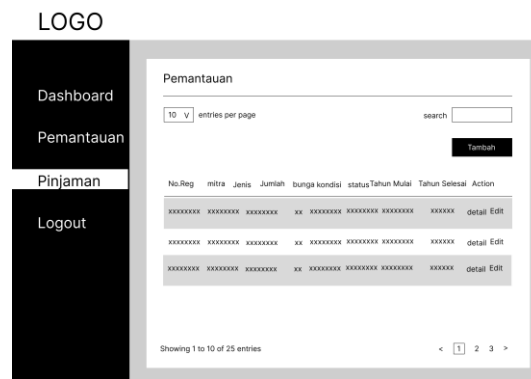 LOGO
Dashboard
Pemantauan
Pinjaman
Logout
Pemantauan
10 V entries per page
search
Tambah
No.Reg mitra Jenis Jumlah bunga kondisi status Tahun Mulai Tahun Selesai Action
xxxxxxxx xxxxxxxx xxxxxxxx xx xxxxxxxx xxxxxxxx xxxxxxxx xxxxxx detail Edit
xxxxxxxx xxxxxxxx xxxxxxxx xx xxxxxxxx xxxxxxxx xxxxxxxx xxxxxx detail Edit
xxxxxxxx xxxxxxxx xxxxxxxx xx xxxxxxxx xxxxxxxx xxxxxxxx xxxxxx detail Edit
Showing 1 to 10 of 25 entries
< 1 2 3 >